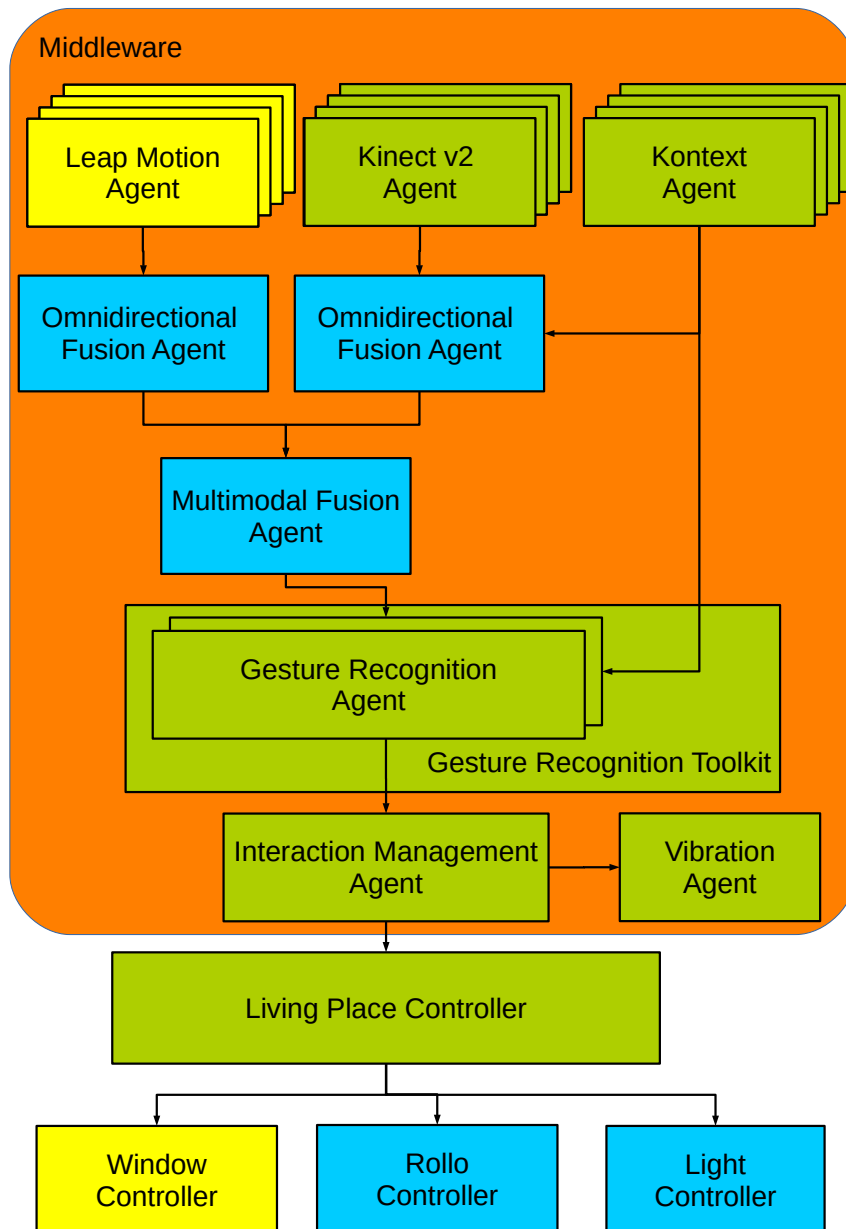 Middleware
Leap Motion
Agent
Kinect v2
Agent
Kontext
Agent
Omnidirectional
Fusion Agent
Omnidirectional
Fusion Agent
Multimodal Fusion
Agent
Gesture Recognition
Agent
Gesture Recognition Toolkit
Interaction Management
Agent
Vibration
Agent
Living Place Controller
Window
Controller
Rollo
Controller
Light
Controller